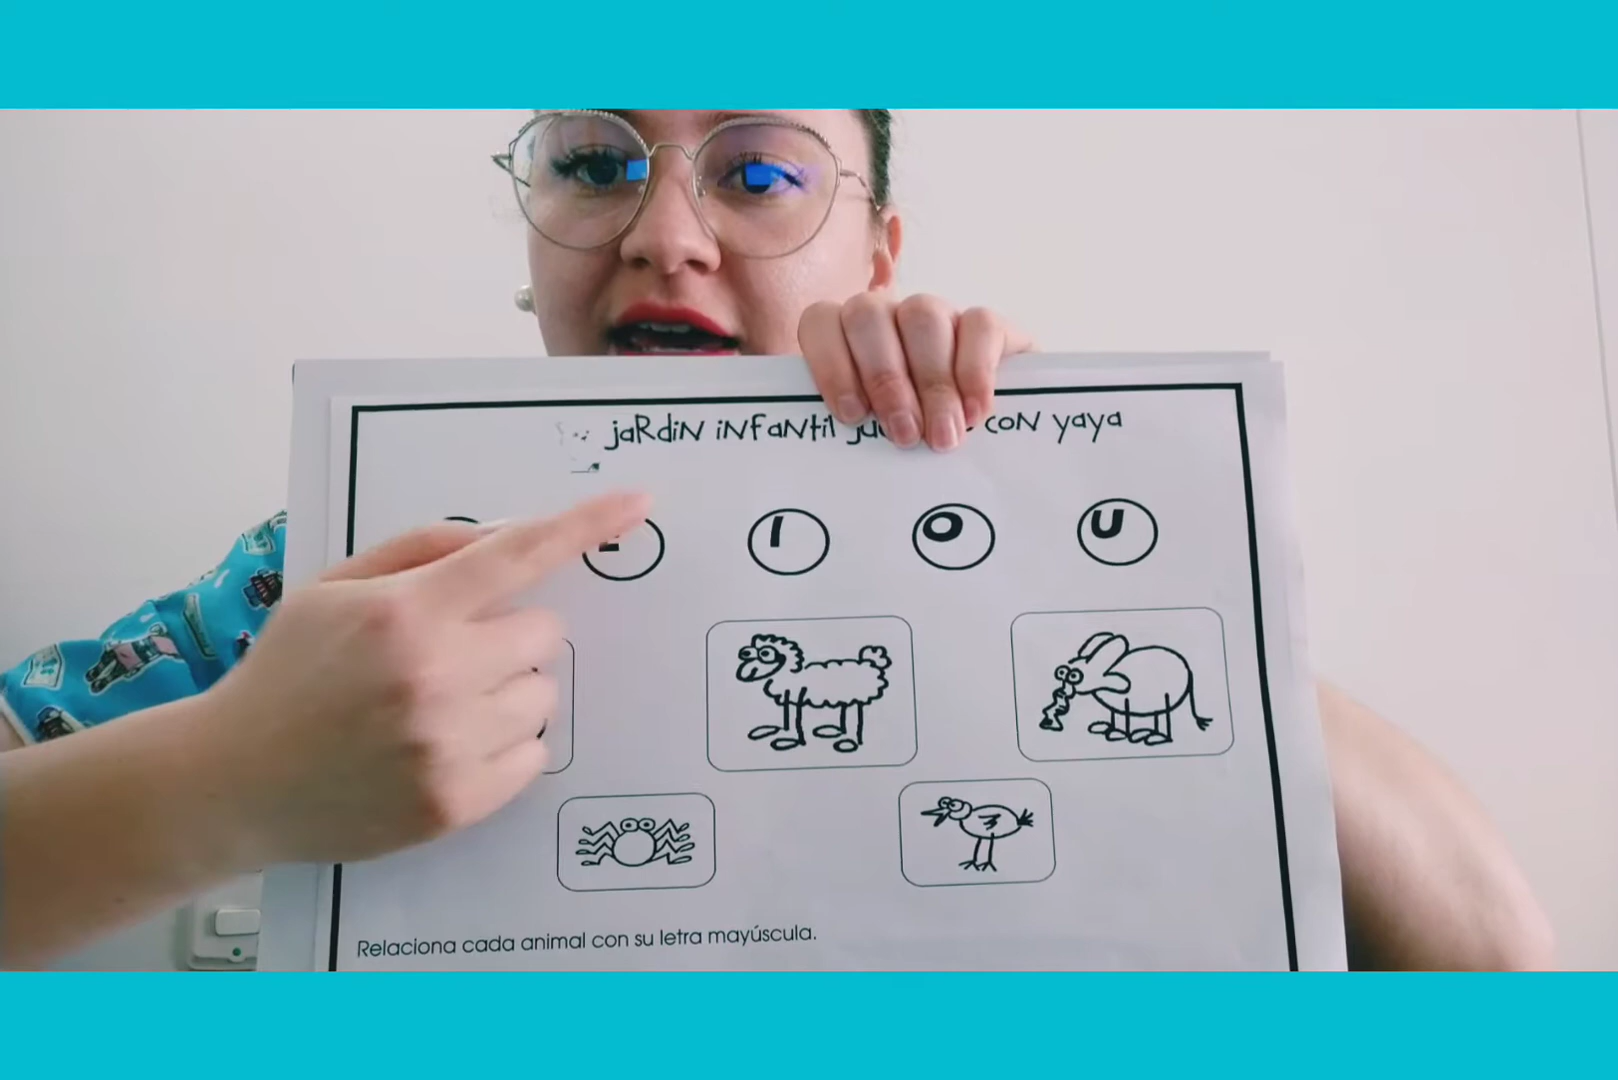 jaRdiN iNfaNtil coN yaya
I O U
Relaciona cada animal con su letra mayúscula.